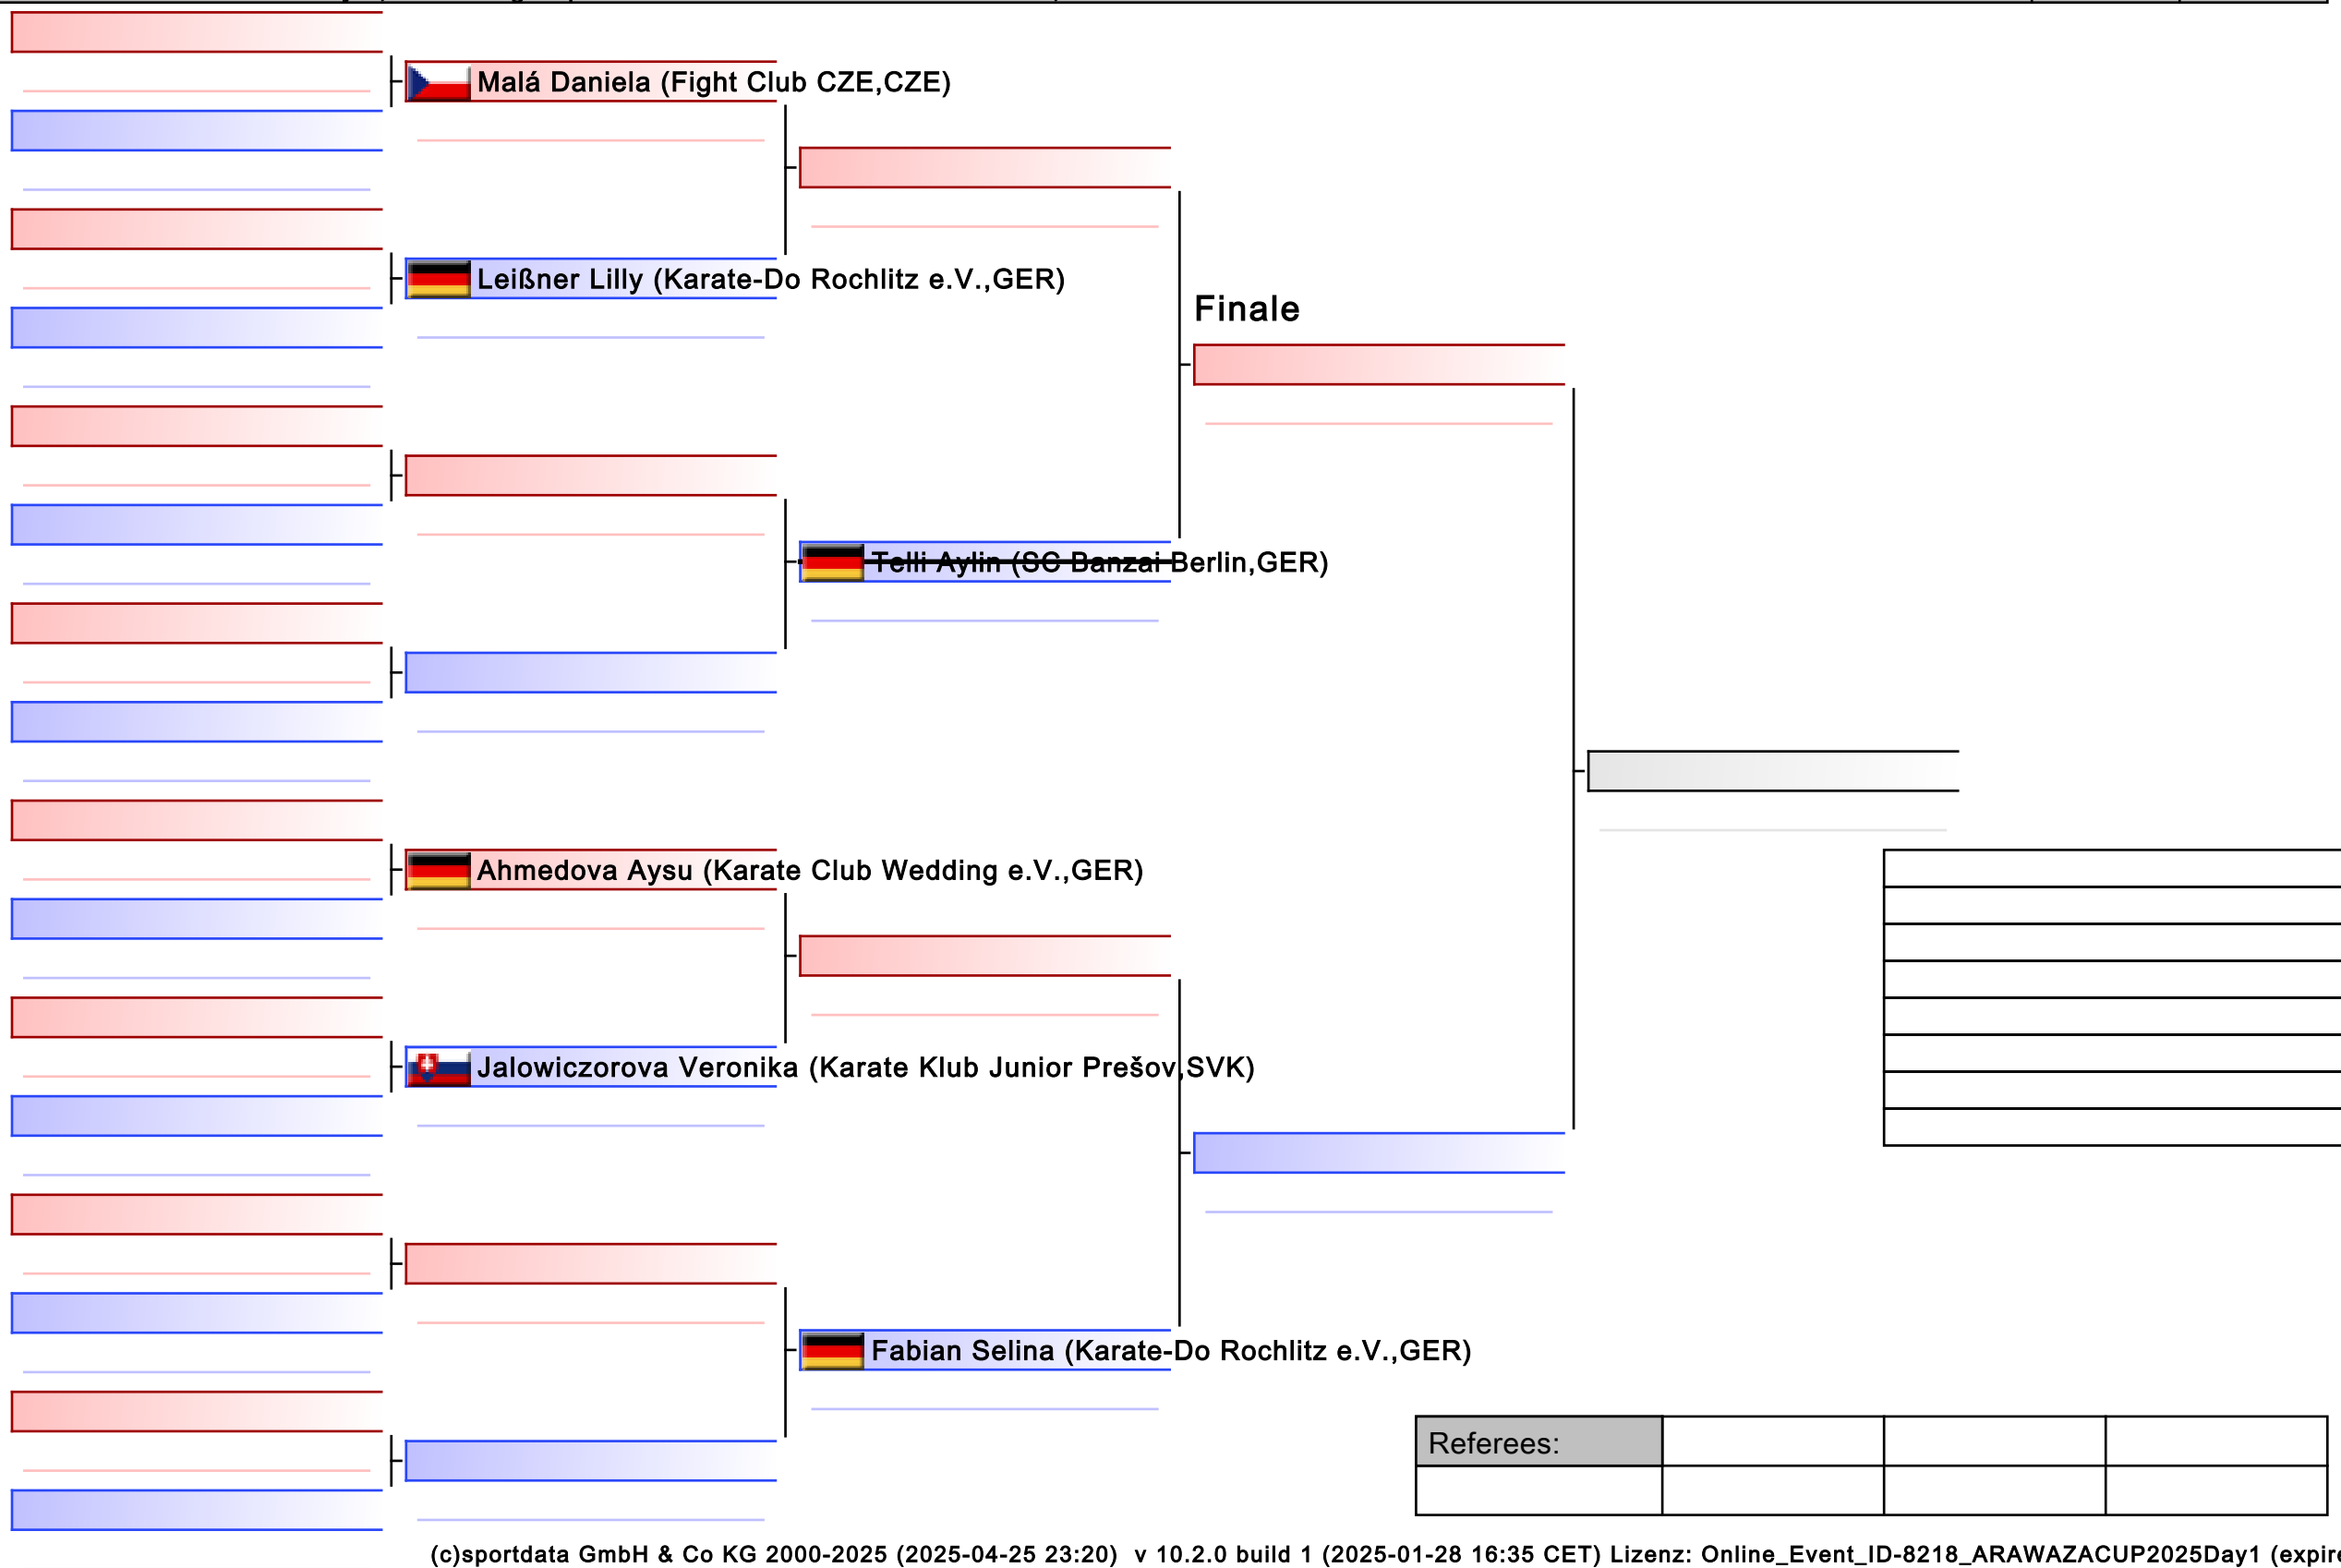 Malá Daniela (Fight Club CZE,CZE)
Leißner Lilly (Karate-Do Rochlitz e.V.,GER)
Finale
Telli Aylin (SC Banzai Berlin,GER)
Ahmedova Aysu (Karate Club Wedding e.V.,GER)
Jalowiczorova Veronika (Karate Klub Junior Prešov,SVK)
Fabian Selina (Karate-Do Rochlitz e.V.,GER)
Referees:
(c)sportdata GmbH & Co KG 2000-2025 (2025-04-25 23:20) v 10.2.0 build 1 (2025-01-28 16:35 CET) Lizenz: Online_Event_ID-8218_ARAWAZACUP2025Day1 (expir